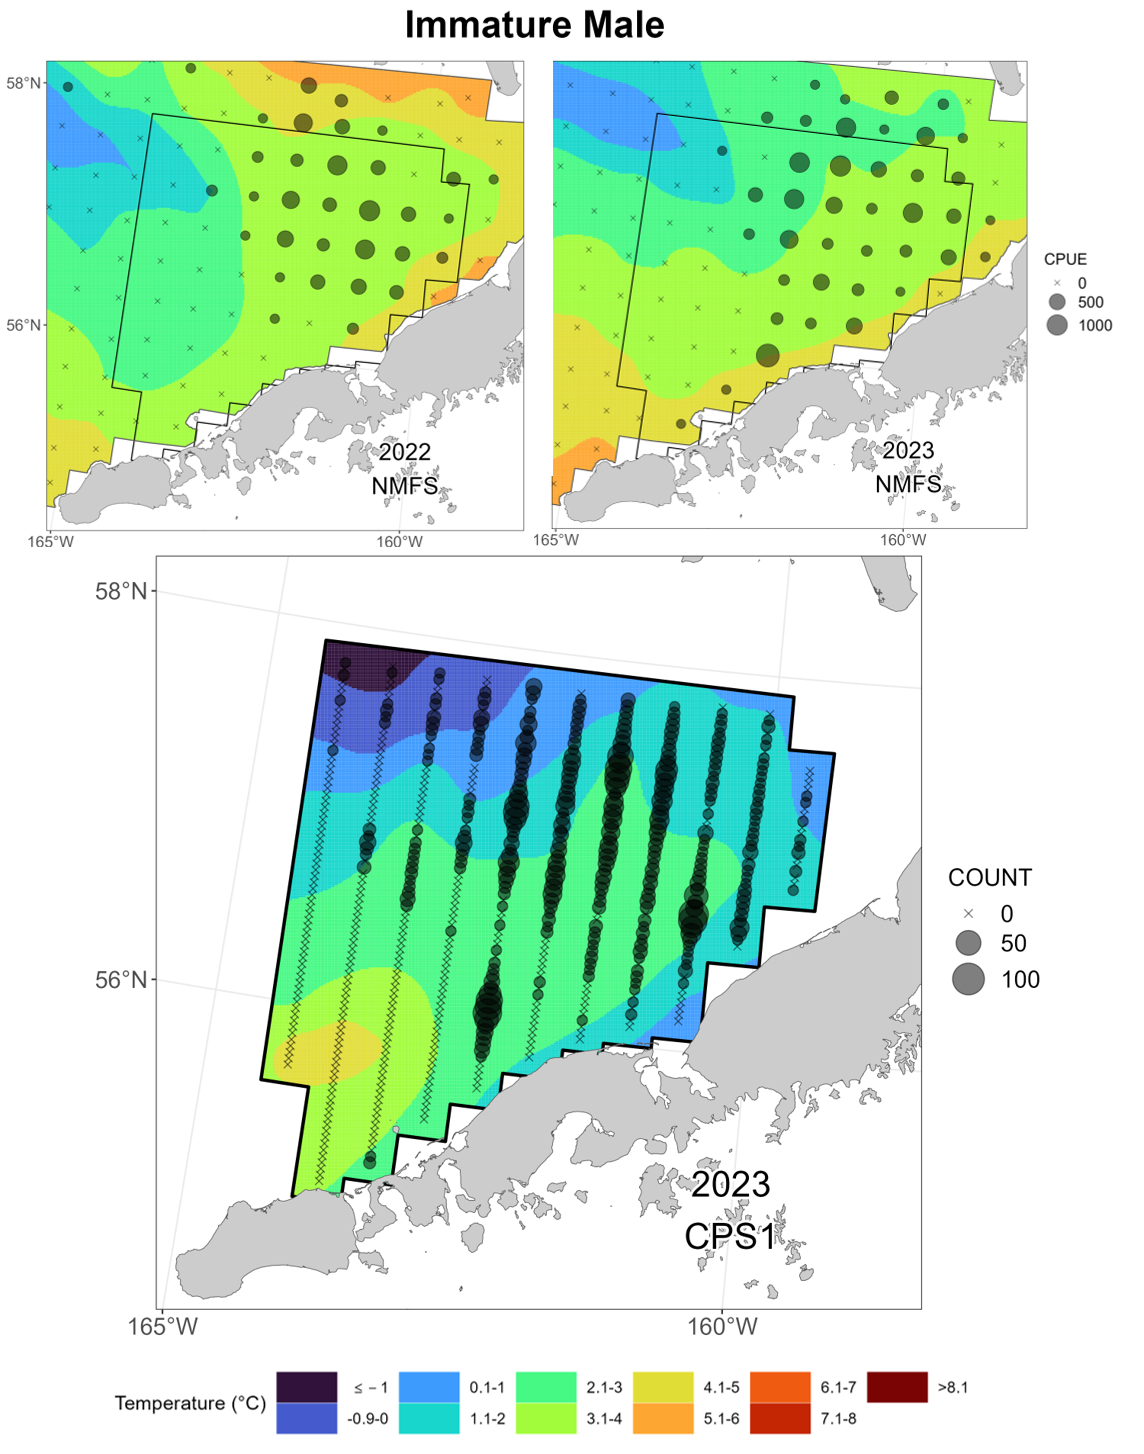 Immature Male
58°N
56°N
2022
NMFS
165°W
160°W
2023
NMFS
165°W
160°W
CPUE
0
500
1000
58°N
56°N
2023
CPS1
165°W
160°W
COUNT
0
50
100
Temperature (°C)
≤ − 1
0.1-1
2.1-3
4.1-5
6.1-7
>8.1
-0.9-0
1.1-2
3.1-4
5.1-6
7.1-8